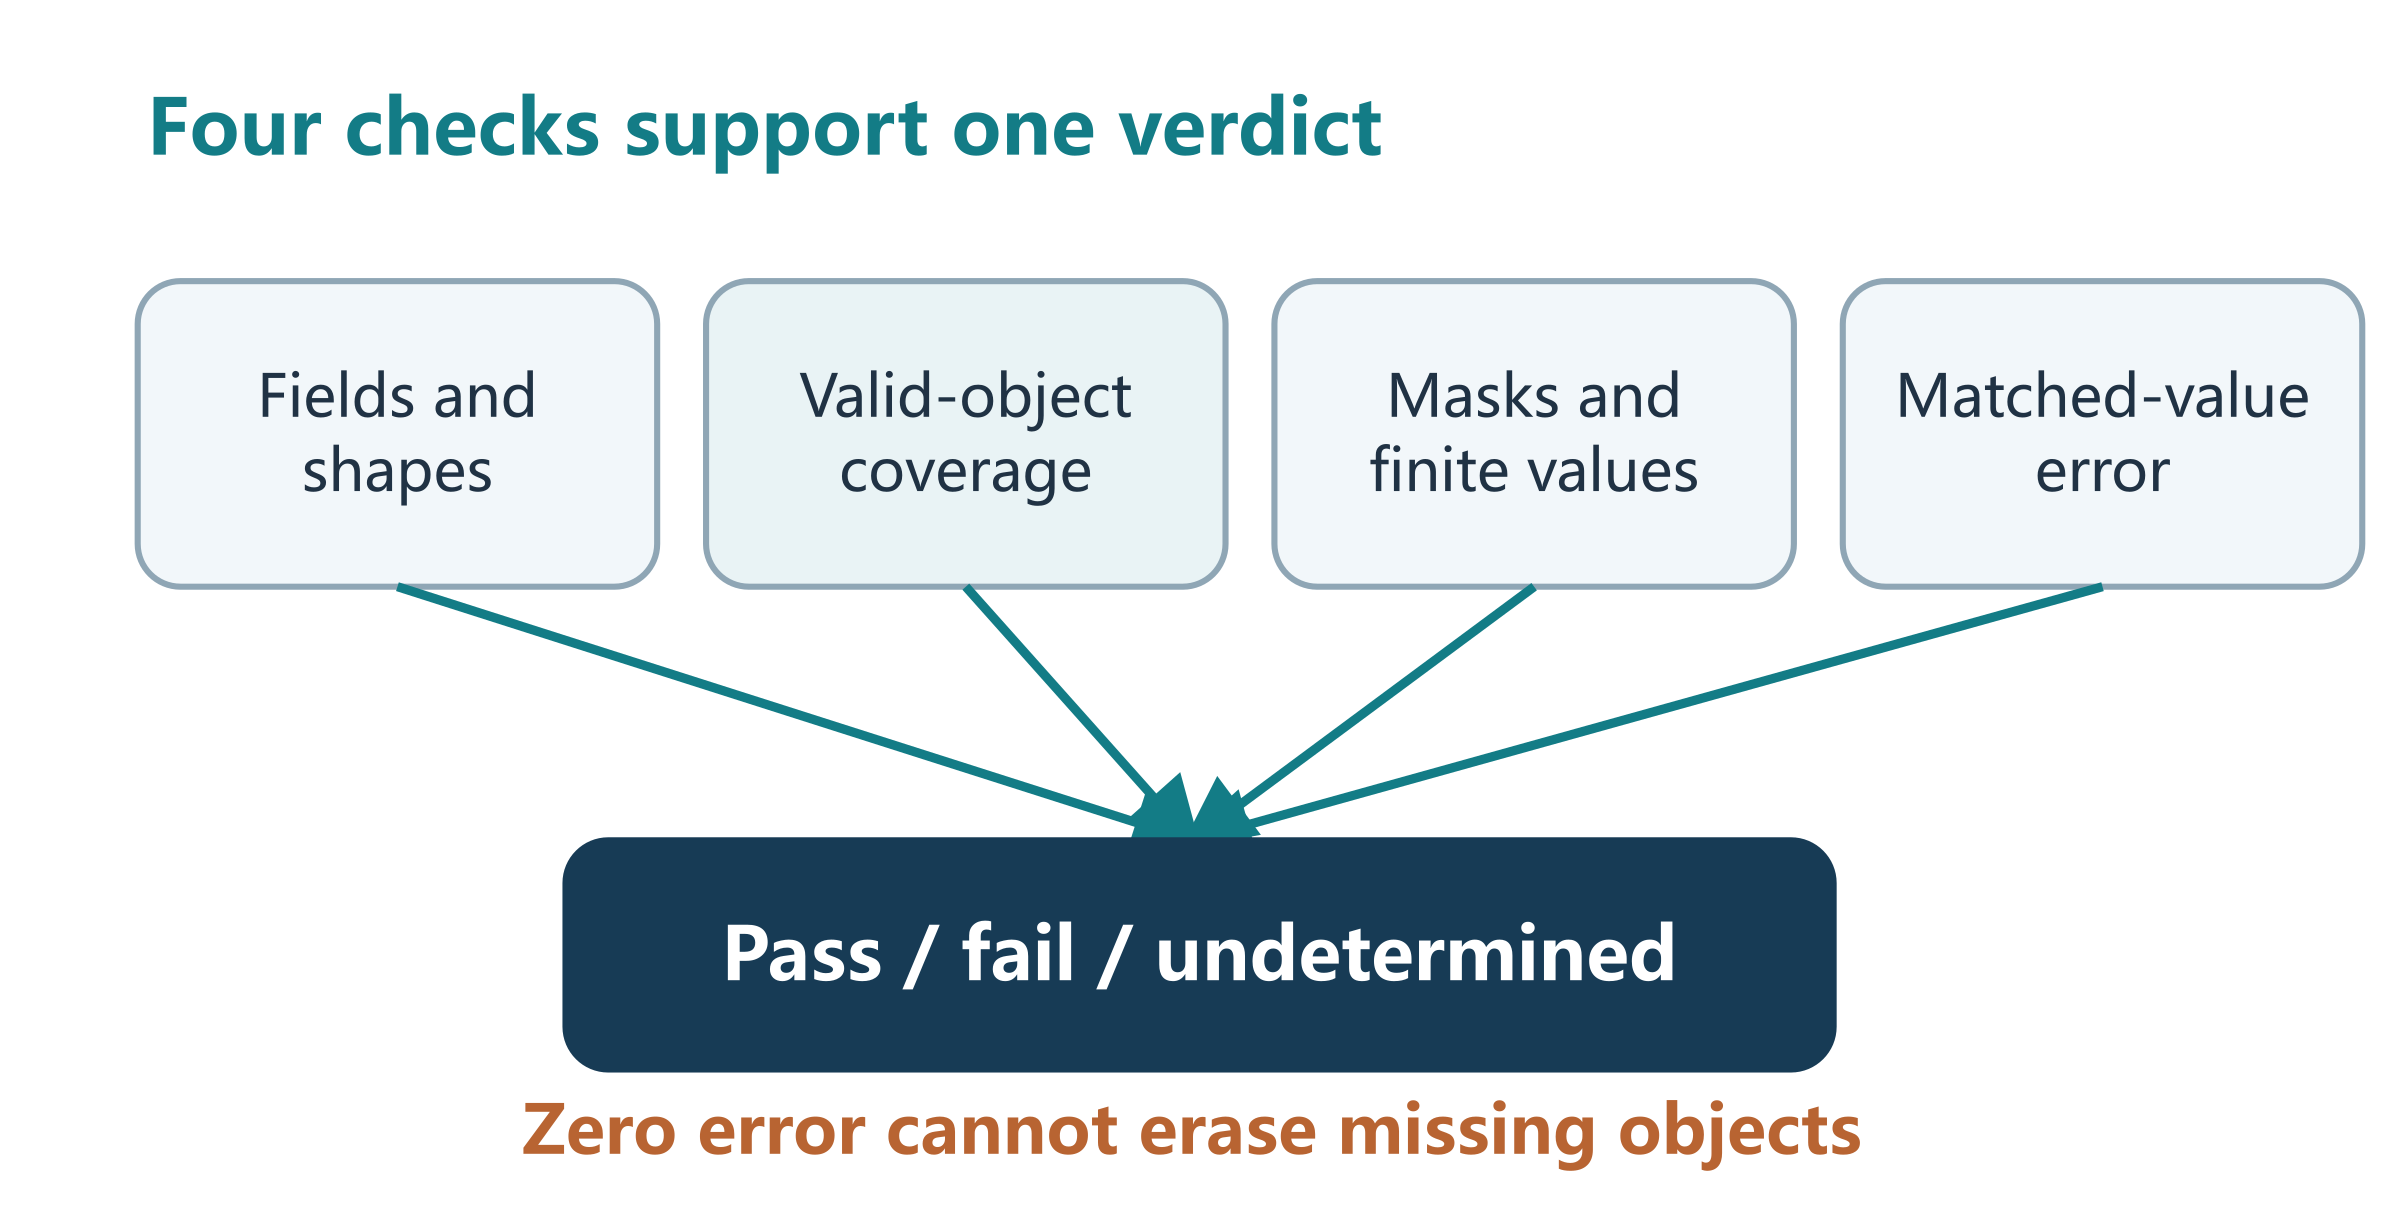 Four checks support one verdict
Fields and
shapes
Valid-object
coverage
Masks and
finite values
Matched-value
error
Pass / fail / undetermined
Zero error cannot erase missing objects